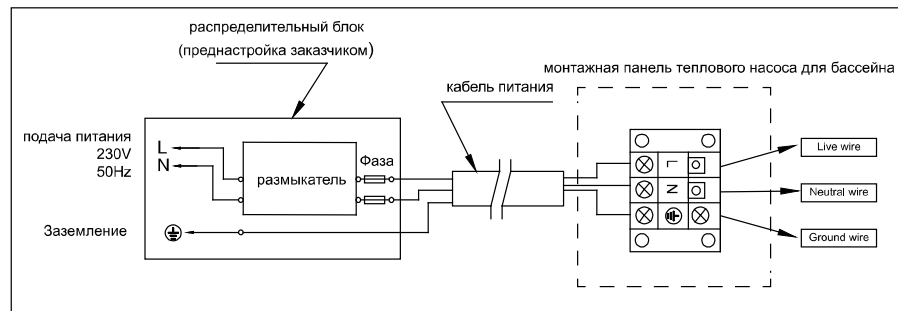 распределительный блок
(преднастройка заказчиком)
монтажная панель теплового насоса для бассейна
кабель питания
подача питания
230V
50Hz
L
N
Фаза
размыкатель
Заземление
L
N
Live wire
Neutral wire
Ground wire